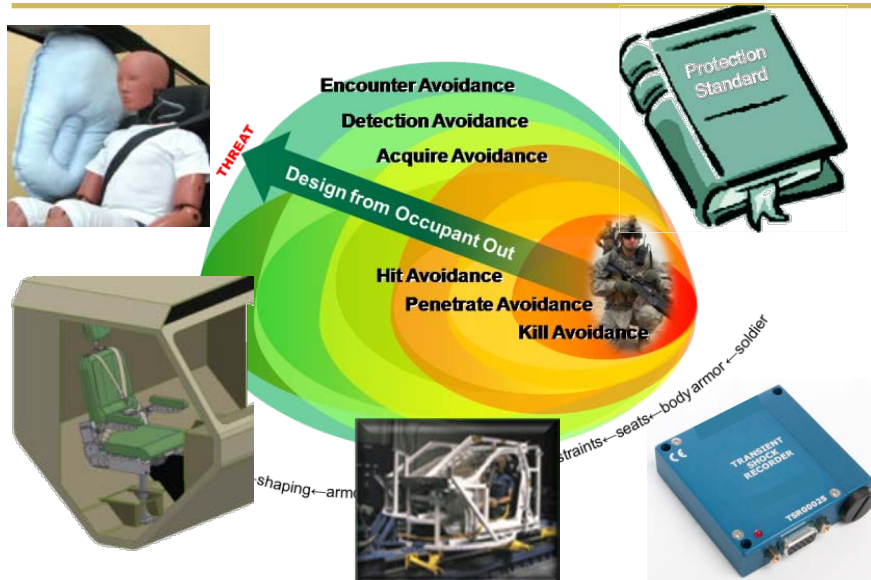 Protection
Standard
Encounter Avoidance
Detection Avoidance
Acquire Avoidance
THREAT
Design from Occupant Out
Hit Avoidance
Penetrate Avoidance
Kill Avoidance
shaping←armo
straints←seats←body armor←soldier
CE
TRANSIENT
SHOCK
RECORDER
TSR00025